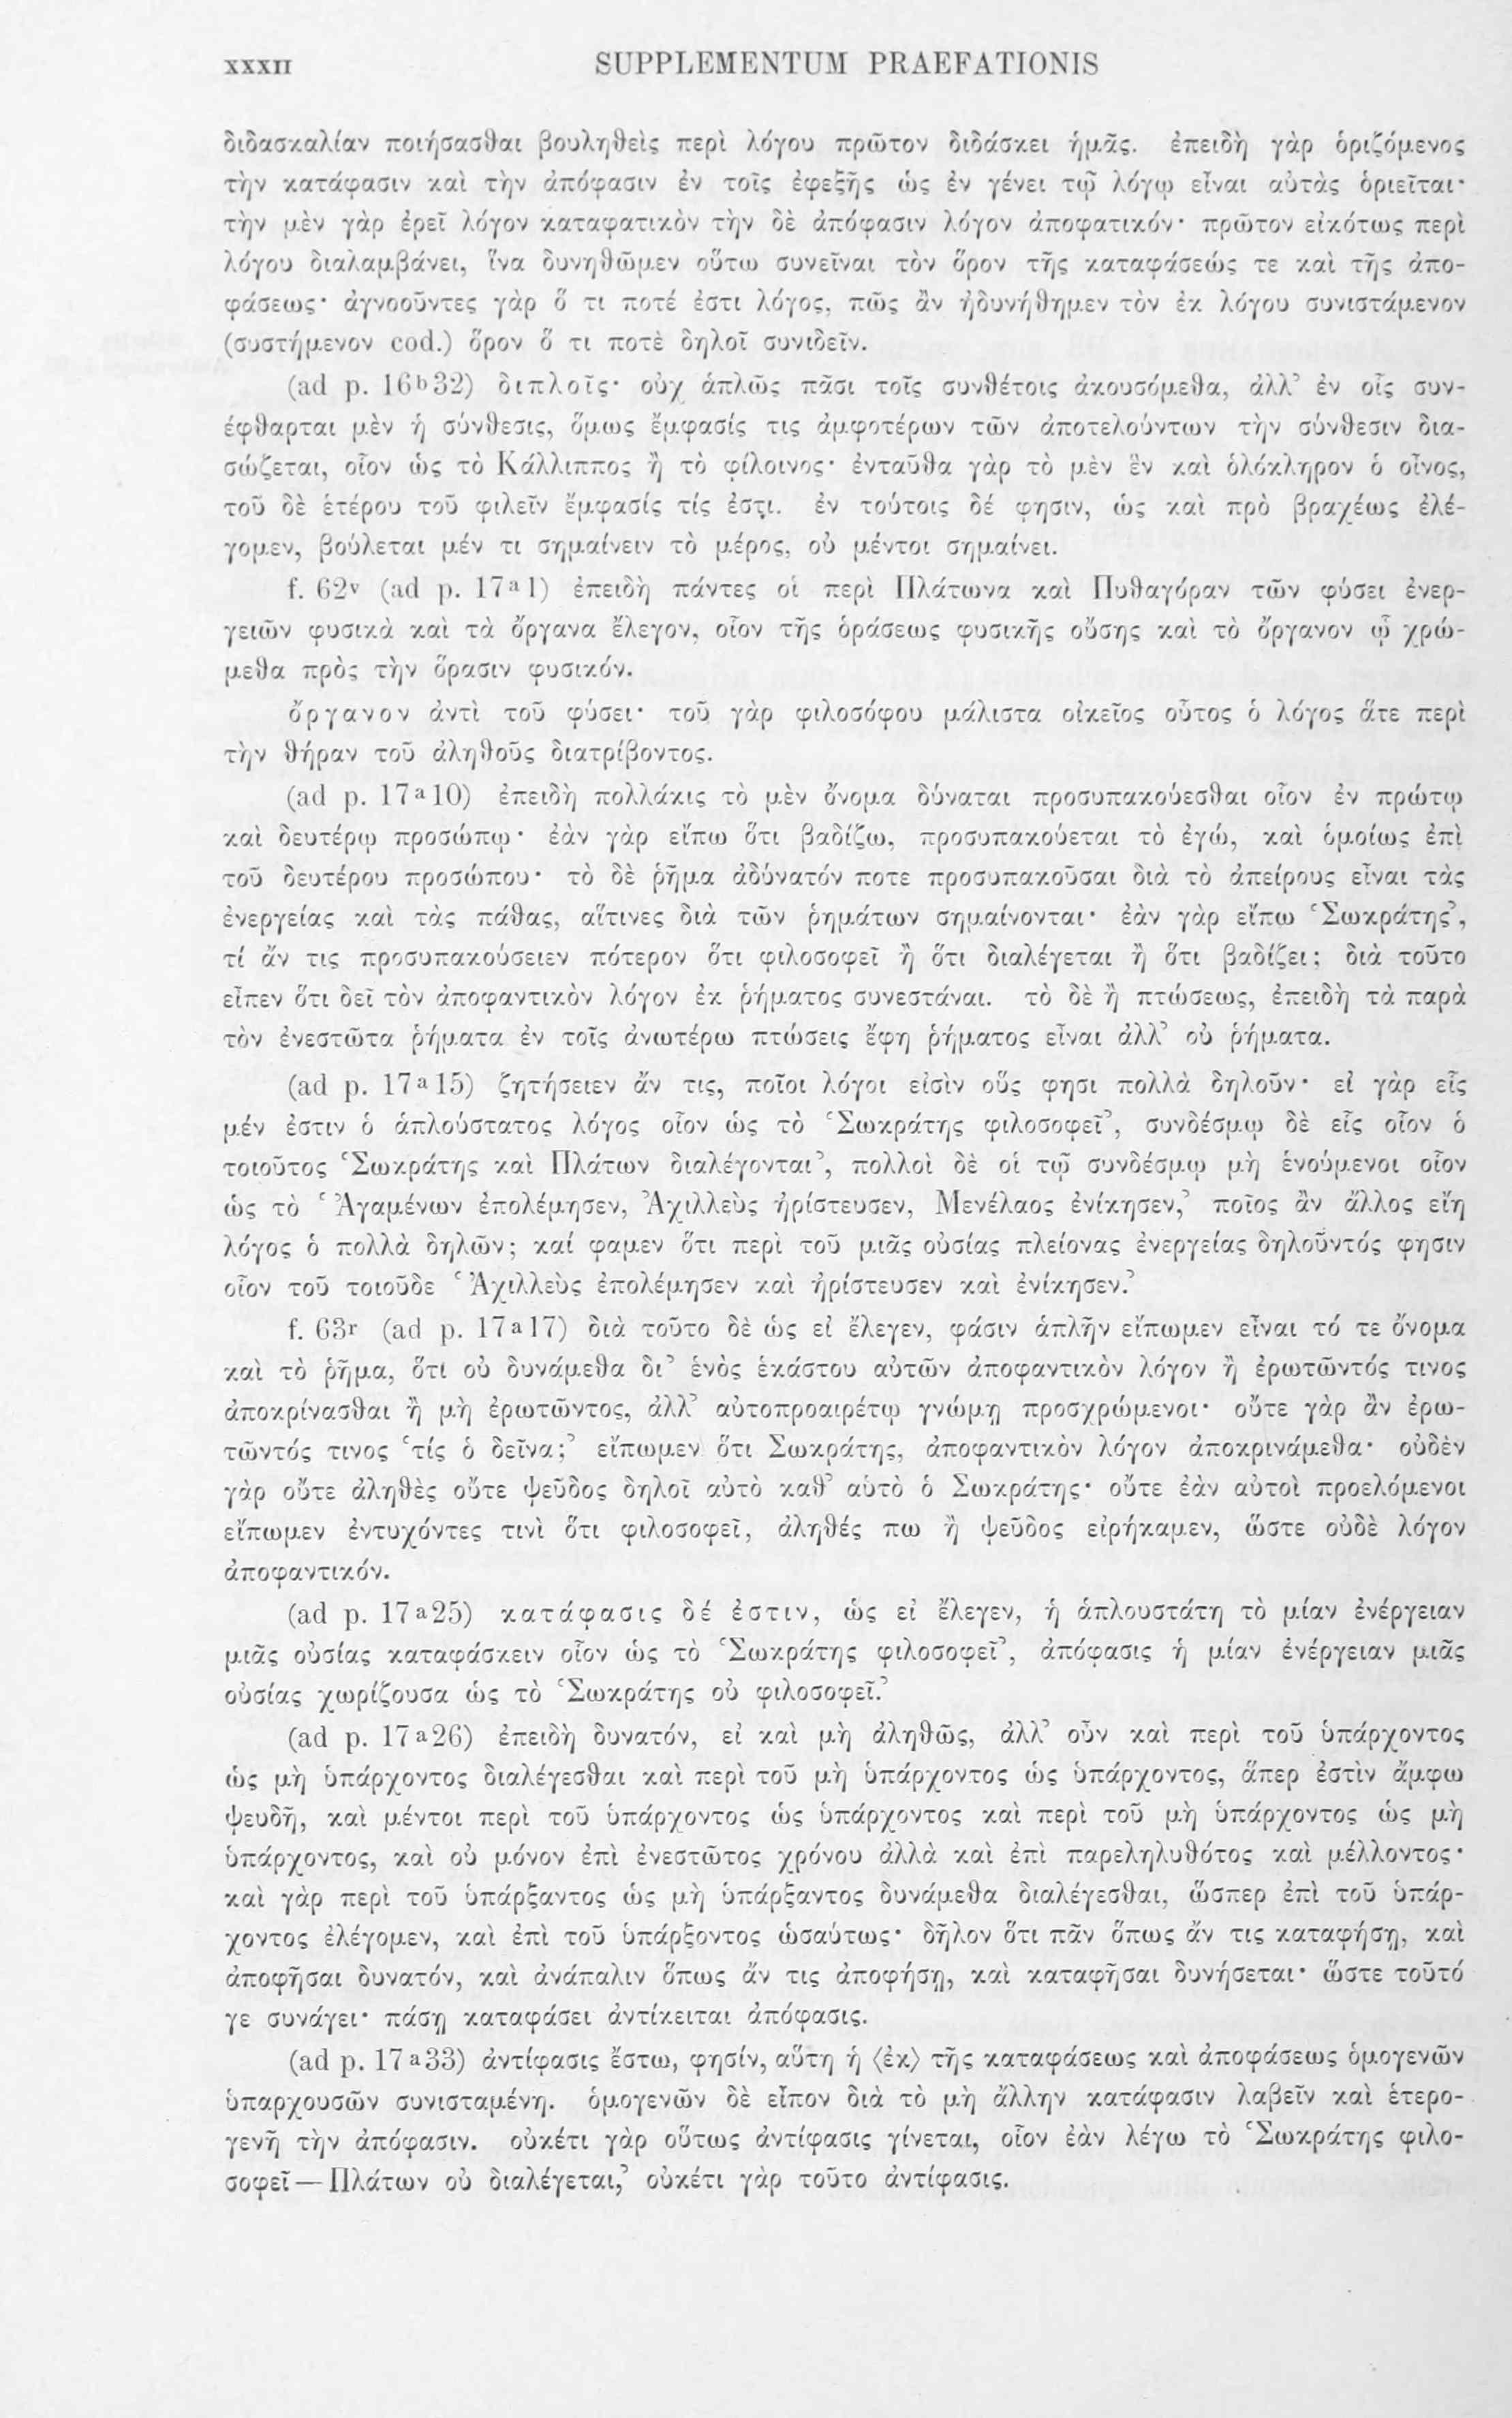 XXXII SUPPLEMENTUM PRAEFATIONIS
διδασκαλίαν ποιήσασθαι βουληθεὶς περὶ λόγου πρῶτον διδάσκει ἡμᾶς. ἐπειδὴ γὰρ ὁριζόμενος
τὴν κατάφασιν καὶ τὴν ἀπόφασιν ἐν τοῖς ἐφεξῆς ὡς ἐν γένει τῷ λόγῳ εἶναι αὐτὰς ὁριεῖται·
τὴν μὲν γὰρ ἐρεῖ λόγον καταφατικὸν τὴν δὲ ἀπόφασιν λόγον ἀποφατικόν· πρῶτον εἰκότως περὶ
λόγου διαλαμβάνει, ἵνα δυνηθῶμεν οὕτω συνεῖναι τὸν ὅρον τῆς καταφάσεώς τε καὶ τῆς ἀπο-
φάσεως· ἀγνοοῦντες γὰρ ὅ τι ποτέ ἐστι λόγος, πῶς ἂν ἠδυνήθημεν τὸν ἐκ λόγου συνιστάμενον
(συστήμενον cod.) ὅρον ὅ τι ποτὲ δηλοῖ συνιδεῖν.
(ad p. 16b32) διπλοῖς· οὐχ ἁπλῶς πᾶσι τοῖς συνθέτοις ἀκουσόμεθα, ἀλλ’ ἐν οἷς συν-
έφθαρται μὲν ἡ σύνθεσις, ὅμως ἔμφασίς τις ἀμφοτέρων τῶν ἀποτελούντων τὴν σύνθεσιν δια-
σώζεται, οἷον ὡς τὸ Κάλλιππος ἢ τὸ φίλοινος· ἐνταῦθα γὰρ τὸ μὲν ἓν καὶ ὁλόκληρον ὁ οἶνος,
τοῦ δὲ ἑτέρου τοῦ φιλεῖν ἔμφασίς τίς ἐστι. ἐν τούτοις δέ φησιν, ὡς καὶ πρὸ βραχέως ἐλέ-
γομεν, βούλεται μέν τι σημαίνειν τὸ μέρος, οὐ μέντοι σημαίνει.
f. 62v (ad p. 17a1) ἐπειδὴ πάντες οἱ περὶ Πλάτωνα καὶ Πυθαγόραν τῶν φύσει ἐνερ-
γειῶν φυσικὰ καὶ τὰ ὄργανα ἔλεγον, οἷον τῆς ὁράσεως φυσικῆς οὔσης καὶ τὸ ὄργανον ᾧ χρώ-
μεθα πρὸς τὴν ὅρασιν φυσικόν.
ὄργανον ἀντὶ τοῦ φύσει· τοῦ γὰρ φιλοσόφου μάλιστα οἰκεῖος οὗτος ὁ λόγος ἅτε περὶ
τὴν θήραν τοῦ ἀληθοῦς διατρίβοντος.
(ad p. 17a10) ἐπειδὴ πολλάκις τὸ μὲν ὄνομα δύναται προσυπακούεσθαι οἷον ἐν πρώτῳ
καὶ δευτέρῳ προσώπῳ· ἐὰν γὰρ εἴπω ὅτι βαδίζω, προσυπακούεται τὸ ἐγώ, καὶ ὁμοίως ἐπὶ
τοῦ δευτέρου προσώπου· τὸ δὲ ῥῆμα ἀδύνατόν ποτε προσυπακοῦσαι διὰ τὸ ἀπείρους εἶναι τὰς
ἐνεργείας καὶ τὰς πάθας, αἵτινες διὰ τῶν ῥημάτων σημαίνονται· ἐὰν γὰρ εἴπω ‘Σωκράτης’,
τί ἄν τις προσυπακούσειεν πότερον ὅτι φιλοσοφεῖ ἢ ὅτι διαλέγεται ἢ ὅτι βαδίζει; διὰ τοῦτο
εἶπεν ὅτι δεῖ τὸν ἀποφαντικὸν λόγον ἐκ ῥήματος συνεστάναι. τὸ δὲ ἢ πτώσεως, ἐπειδὴ τὰ παρὰ
τὸν ἐνεστῶτα ῥήματα ἐν τοῖς ἀνωτέρω πτώσεις ἔφη ῥήματος εἶναι ἀλλ’ οὐ ῥήματα.
(ad p. 17a15) ζητήσειεν ἄν τις, ποῖοι λόγοι εἰσὶν οὕς φησι πολλὰ δηλοῦν· εἰ γὰρ εἷς
μέν ἐστιν ὁ ἁπλούστατος λόγος οἷον ὡς τὸ ‘Σωκράτης φιλοσοφεῖ’, συνδέσμῳ δὲ εἷς οἷον ὁ
τοιοῦτος ‘Σωκράτης καὶ Πλάτων διαλέγονται’, πολλοὶ δὲ οἱ τῷ συνδέσμῳ μὴ ἑνούμενοι οἷον
ὡς τὸ ‘Ἀγαμένων ἐπολέμησεν, Ἀχιλλεὺς ἠρίστευσεν, Μενέλαος ἐνίκησεν,’ ποῖος ἂν ἄλλος εἴη
λόγος ὁ πολλὰ δηλῶν; καί φαμεν ὅτι περὶ τοῦ μιᾶς οὐσίας πλείονας ἐνεργείας δηλοῦντός φησιν
οἷον τοῦ τοιοῦδε ‘Ἀχιλλεὺς ἐπολέμησεν καὶ ἠρίστευσεν καὶ ἐνίκησεν.’
f. 63r (ad p. 17a17) διὰ τοῦτο δὲ ὡς εἰ ἔλεγεν, φάσιν ἁπλῆν εἴπωμεν εἶναι τό τε ὄνομα
καὶ τὸ ῥῆμα, ὅτι οὐ δυνάμεθα δι’ ἑνὸς ἑκάστου αὐτῶν ἀποφαντικὸν λόγον ἢ ἐρωτῶντός τινος
ἀποκρίνασθαι ἢ μὴ ἐρωτῶντος, ἀλλ’ αὐτοπροαιρέτῳ γνώμῃ προσχρώμενοι· οὔτε γὰρ ἂν ἐρω-
τῶντός τινος ‘τίς ὁ δεῖνα;’ εἴπωμεν ὅτι Σωκράτης, ἀποφαντικὸν λόγον ἀποκρινάμεθα· οὐδὲν
γὰρ οὔτε ἀληθὲς οὔτε ψεῦδος δηλοῖ αὐτὸ καθ’ αὑτὸ ὁ Σωκράτης· οὔτε ἐὰν αὐτοὶ προελόμενοι
εἴπωμεν ἐντυχόντες τινὶ ὅτι φιλοσοφεῖ, ἀληθές πω ἢ ψεῦδος εἰρήκαμεν, ὥστε οὐδὲ λόγον
ἀποφαντικόν.
(ad p. 17a25) κατάφασις δέ ἐστιν, ὡς εἰ ἔλεγεν, ἡ ἁπλουστάτη τὸ μίαν ἐνέργειαν
μιᾶς οὐσίας καταφάσκειν οἷον ὡς τὸ ‘Σωκράτης φιλοσοφεῖ’, ἀπόφασις ἡ μίαν ἐνέργειαν μιᾶς
οὐσίας χωρίζουσα ὡς τὸ ‘Σωκράτης οὐ φιλοσοφεῖ.’
(ad p. 17a26) ἐπειδὴ δυνατόν, εἰ καὶ μὴ ἀληθῶς, ἀλλ’ οὖν καὶ περὶ τοῦ ὑπάρχοντος
ὡς μὴ ὑπάρχοντος διαλέγεσθαι καὶ περὶ τοῦ μὴ ὑπάρχοντος ὡς ὑπάρχοντος, ἅπερ ἐστὶν ἄμφω
ψευδῆ, καὶ μέντοι περὶ τοῦ ὑπάρχοντος ὡς ὑπάρχοντος καὶ περὶ τοῦ μὴ ὑπάρχοντος ὡς μὴ
ὑπάρχοντος, καὶ οὐ μόνον ἐπὶ ἐνεστῶτος χρόνου ἀλλὰ καὶ ἐπὶ παρεληλυθότος καὶ μέλλοντος·
καὶ γὰρ περὶ τοῦ ὑπάρξαντος ὡς μὴ ὑπάρξαντος δυνάμεθα διαλέγεσθαι, ὥσπερ ἐπὶ τοῦ ὑπάρ-
χοντος ἐλέγομεν, καὶ ἐπὶ τοῦ ὑπάρξοντος ὡσαύτως· δῆλον ὅτι πᾶν ὅπως ἄν τις καταφήσῃ, καὶ
ἀποφῆσαι δυνατόν, καὶ ἀνάπαλιν ὅπως ἄν τις ἀποφήσῃ, καὶ καταφῆσαι δυνήσεται· ὥστε τοῦτό
γε συνάγει· πάσῃ καταφάσει ἀντίκειται ἀπόφασις.
(ad p. 17a33) ἀντίφασις ἔστω, φησίν, αὕτη ἡ ⟨ἐκ⟩ τῆς καταφάσεως καὶ ἀποφάσεως ὁμογενῶν
ὑπαρχουσῶν συνισταμένη. ὁμογενῶν δὲ εἶπον διὰ τὸ μὴ ἄλλην κατάφασιν λαβεῖν καὶ ἑτερο-
γενῆ τὴν ἀπόφασιν. οὐκέτι γὰρ οὕτως ἀντίφασις γίνεται, οἷον ἐὰν λέγω τὸ ‘Σωκράτης φιλο-
σοφεῖ — Πλάτων οὐ διαλέγεται,’ οὐκέτι γὰρ τοῦτο ἀντίφασις.